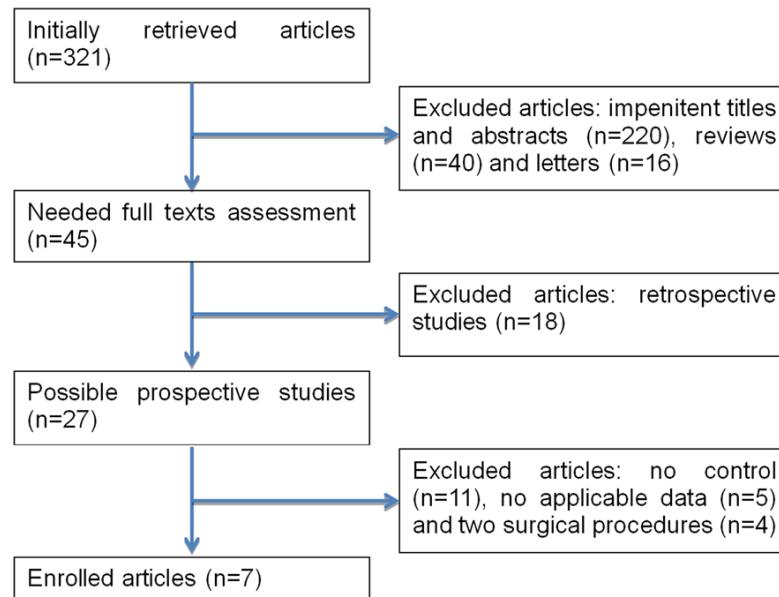 Initially retrieved articles
(n=321)
Excluded articles: impenitent titles
and abstracts (n=220), reviews
(n=40) and letters (n=16)
Needed full texts assessment
(n=45)
Excluded articles: retrospective
studies (n=18)
Possible prospective studies
(n=27)
Excluded articles: no control
(n=11), no applicable data (n=5)
and two surgical procedures (n=4)
Enrolled articles (n=7)